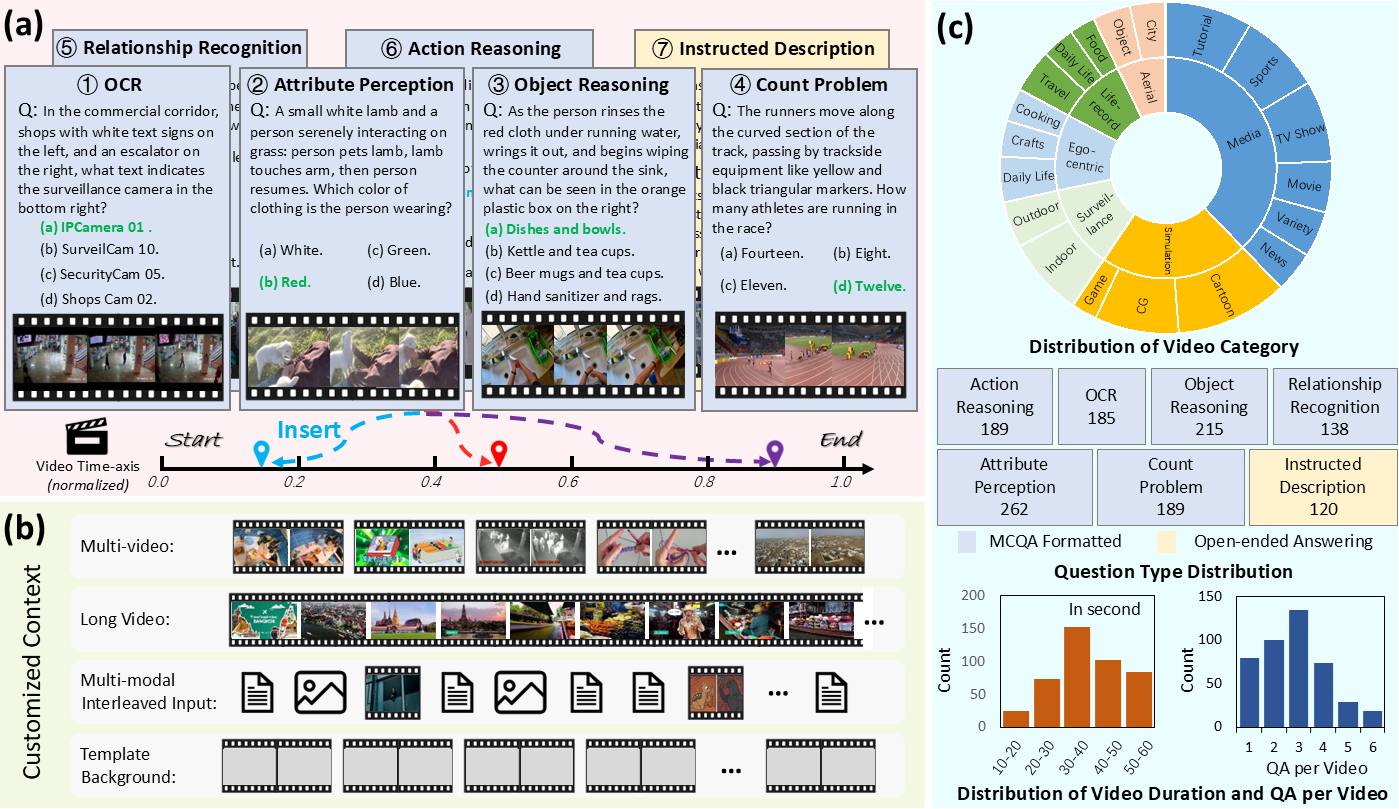 (a)
⑤ Relationship Recognition
⑥ Action Reasoning
⑦ Instructed Description
① OCR
Q: In the commercial corridor,
shops with white text signs on
the left, and an escalator on
the right, what text indicates
the surveillance camera in the
bottom right?
(a) IPCamera 01 .
(b) SurveilCam 10.
(c) SecurityCam 05.
(d) Shops Cam 02.
② Attribute Perception
Q: A small white lamb and a
person serenely interacting on
grass: person pets lamb, lamb
touches arm, then person
resumes. Which color of
clothing is the person wearing?
(a) White.
(c) Green.
(b) Red.
(d) Blue.
③ Object Reasoning
Q: As the person rinses the
red cloth under running water,
wrings it out, and begins wiping
the counter around the sink,
what can be seen in the orange
plastic box on the right?
(a) Dishes and bowls.
(b) Kettle and tea cups.
(c) Beer mugs and tea cups.
(d) Hand sanitizer and rags.
④ Count Problem
Q: The runners move along
the curved section of the
track, passing by trackside
equipment like yellow and
black triangular markers. How
many athletes are running in
the race?
(a) Fourteen.
(b) Eight.
(c) Eleven.
(d) Twelve.
Video Time-axis
(normalized)
Start
Insert
End
0.0
0.2
0.4
0.6
0.8
1.0
(b)
Customized Context
Multi-video:
...
Long Video:
BANGKOK
...
Multi-modal
Interleaved Input:
...
Template
Background:
...
(c)
Media
Tutorial
Sports
TV Show
Movie
Variety
News
Simulation
Cartoon
CG
Game
Surveil-
lance
Indoor
Outdoor
Ego-
centric
Daily Life
Crafts
Cooking
Life-
record
Travel
Daily Life
Food
Aerial
Object
City
Distribution of Video Category
Action
Reasoning
189
OCR
185
Object
Reasoning
215
Relationship
Recognition
138
Attribute
Perception
262
Count
Problem
189
Instructed
Description
120
MCQA Formatted
Open-ended Answering
Question Type Distribution
In second
Count
200
150
100
50
0
10-20
20-30
30-40
40-50
50-60
Count
150
100
50
0
1
2
3
4
5
6
QA per Video
Distribution of Video Duration and QA per Video